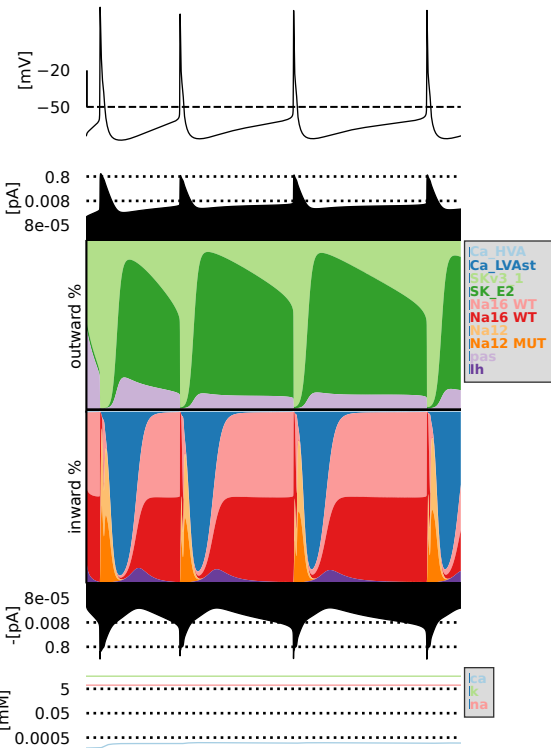 [mV]
−20
−50
[pA]
0.8
0.008
8e-05
outward %
Ca_HVA
Ca_LVAst
SKv3_1
SK_E2
Na16 WT
Na16 WT
Na12
Na12 MUT
pas
Ih
inward %
8e-05
0.008
0.8
-[pA]
[mM]
5
0.05
0.0005
ca
k
na